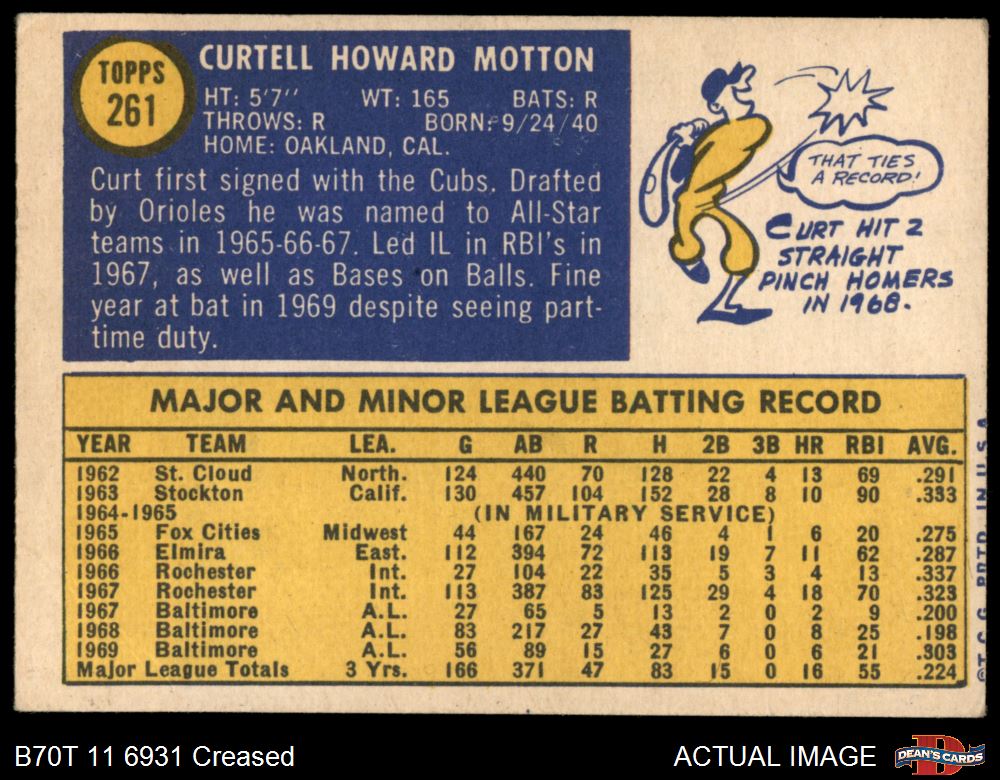 TOPPS
261
CURTELL HOWARD MOTTON
HT: 5'7" WT: 165 BATS: R
THROWS: R BORN: 9/24/40
HOME: OAKLAND, CAL.
Curt first signed with the Cubs. Drafted
by Orioles he was named to All-Star
teams in 1965-66-67. Led IL in RBI's in
1967, as well as Bases on Balls. Fine
year at bat in 1969 despite seeing part-
time duty.
THAT TIES
A RECORD!
CURT HIT 2
STRAIGHT
PINCH HOMERS
IN 1968.
MAJOR AND MINOR LEAGUE BATTING RECORD
YEAR TEAM LEA. G AB R H 2B 3B HR RBI AVG.
1962 St. Cloud North. 124 440 70 128 22 4 13 69 .291
1963 Stockton Calif. 130 457 104 152 28 8 10 90 .333
1964-1965 (IN MILITARY SERVICE)
1965 Fox Cities Midwest 44 167 24 46 4 1 6 20 .275
1966 Elmira East. 112 394 72 113 19 7 11 62 .287
1966 Rochester Int. 27 104 22 35 5 3 4 13 .337
1967 Rochester Int. 113 387 83 125 29 4 18 70 .323
1967 Baltimore A.L. 27 65 5 13 2 0 2 9 .200
1968 Baltimore A.L. 83 217 27 43 7 0 8 25 .198
1969 Baltimore A.L. 56 89 15 27 6 0 6 21 .303
Major League Totals 3 Yrs. 166 371 47 83 15 0 16 55 .224
©T.C.G. PRTD. IN U.S.A.
B70T 11 6931 Creased
ACTUAL IMAGE
DEAN'S CARDS